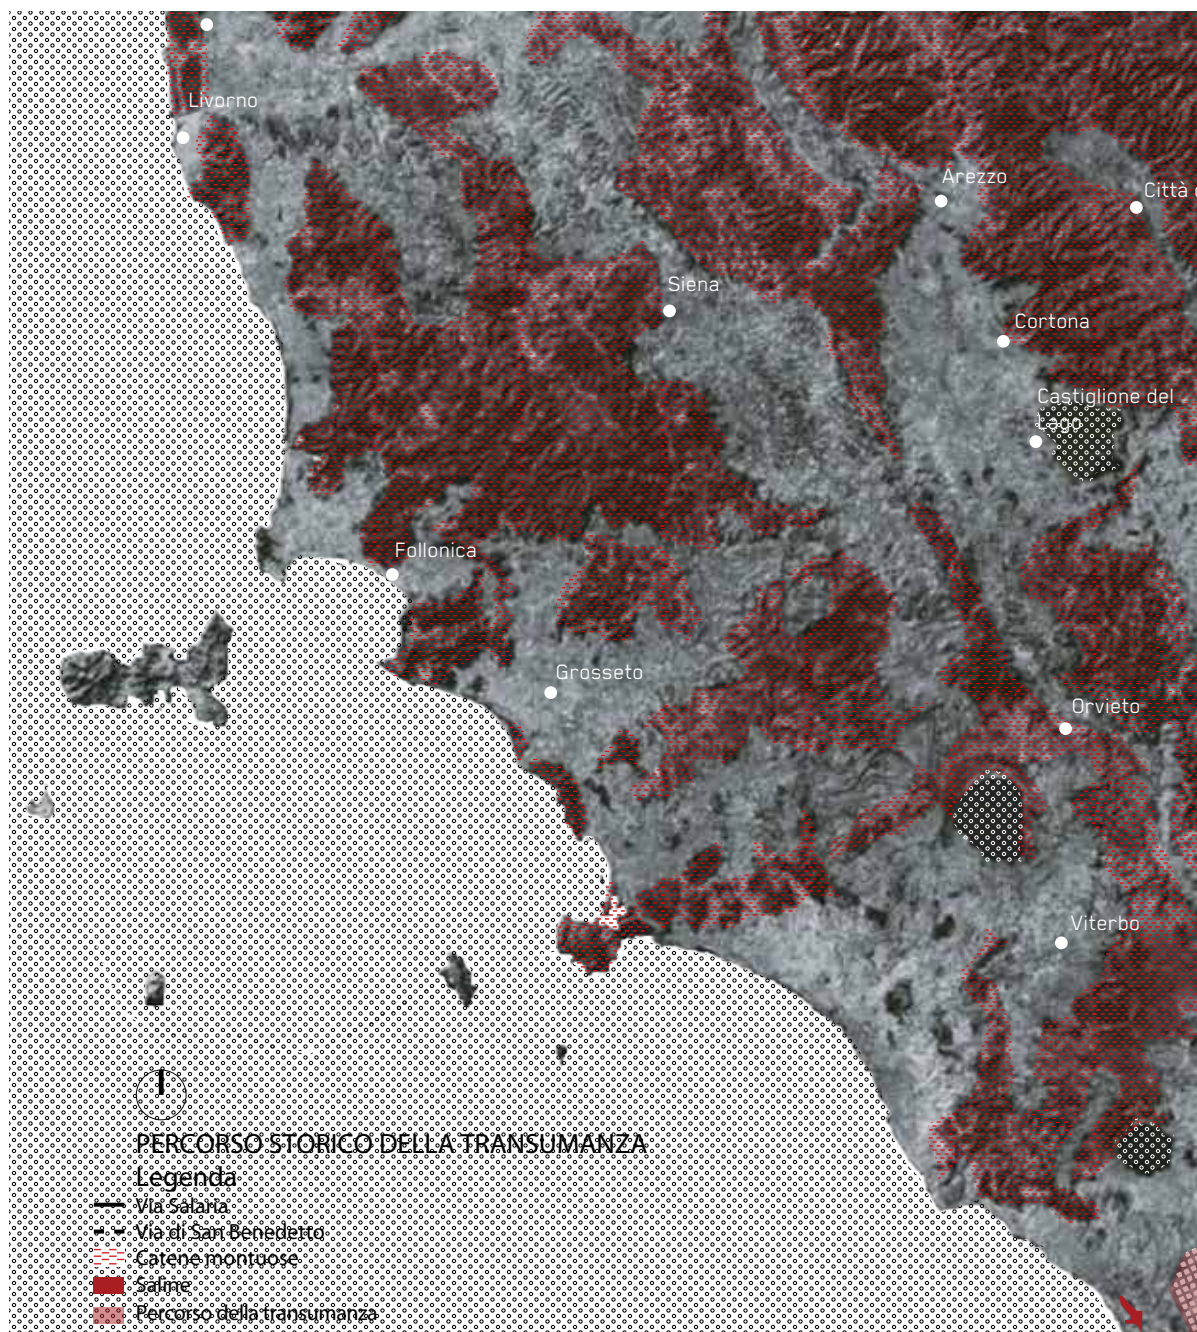 Livorno
Arezzo
Città
Siena
Cortona
Castiglione del
Lago
Follonica
Grosseto
Orvieto
Viterbo
PERCORSO STORICO DELLA TRANSUMANZA
Legenda
Via Salaria
Via di San Benedetto
Catene montuose
Saline
Percorso della transumanza